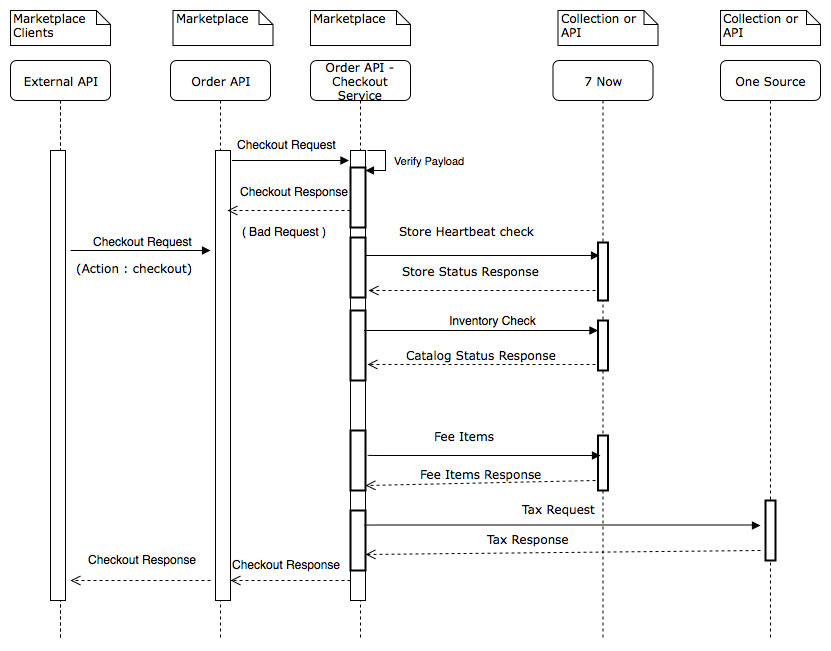 Marketplace
Clients
Marketplace
Marketplace
Collection or
API
Collection or
API
External API
Order API
Order API -
Checkout
Service
7 Now
One Source
Checkout Request
Verify Payload
Checkout Response
( Bad Request )
Store Heartbeat check
Checkout Request
(Action : checkout)
Store Status Response
Inventory Check
Catalog Status Response
Fee Items
Fee Items Response
Tax Request
Tax Response
Checkout Response
Checkout Response